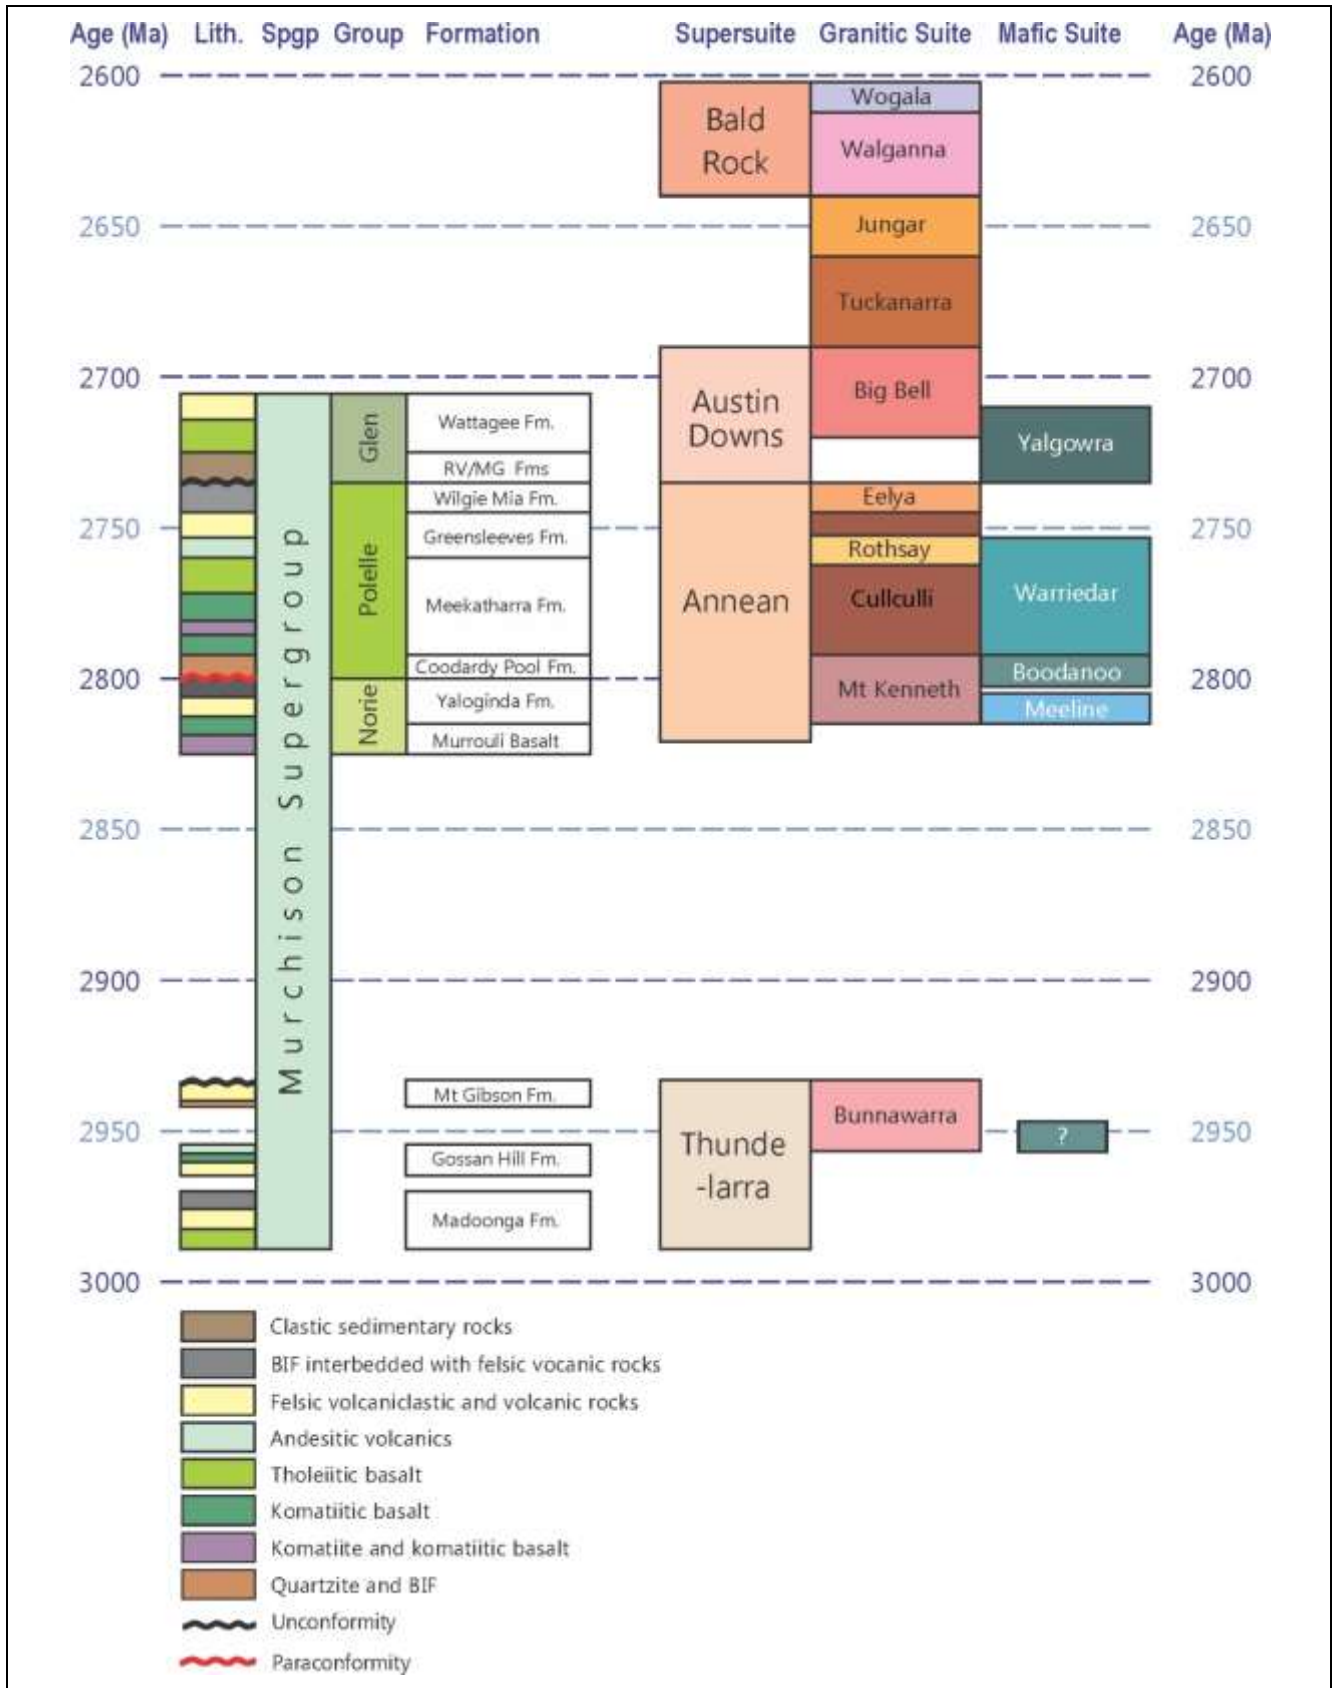 Age (Ma) Lith. Spgp Group Formation Supersuite Granitic Suite Mafic Suite Age (Ma)
2600 2600
Wogala
Bald
Rock
Walganna
2650 Jungar 2650
Tuckanarra
2700 2700
Big Bell
Austin
Downs
Glen
Wattagee Fm.
Yalgowra
RV/MG Fms
Wilgie Mia Fm.
Eelya
2750 2750
Greensleeves Fm.
Rothsay
Polelle
Meekatharra Fm.
Annean
Cullculli
Warriedar
Coodardy Pool Fm.
Boodanoo
2800 2800
Mt Kenneth
Norie
Yaloginda Fm.
Meeline
Murrouli Basalt
Murchison Supergroup
2850 2850
2900 2900
Mt Gibson Fm.
Bunnawarra
2950 ? 2950
Thunde
-larra
Gossan Hill Fm.
Madoonga Fm.
3000 3000
Clastic sedimentary rocks
BIF interbedded with felsic vocanic rocks
Felsic volcaniclastic and volcanic rocks
Andesitic volcanics
Tholeiitic basalt
Komatiitic basalt
Komatiite and komatiitic basalt
Quartzite and BIF
Unconformity
Paraconformity